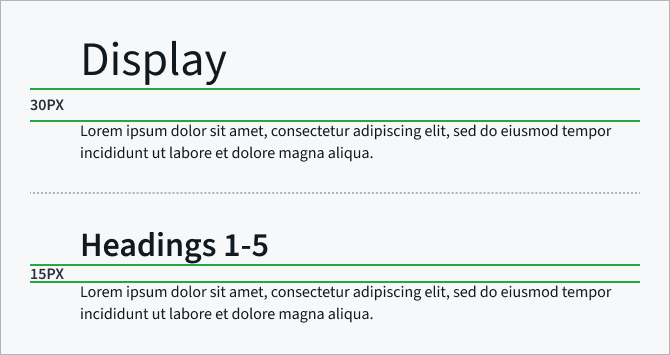 Display
30PX
Lorem ipsum dolor sit amet, consectetur adipiscing elit, sed do eiusmod tempor
incididunt ut labore et dolore magna aliqua.
Headings 1-5
15PX
Lorem ipsum dolor sit amet, consectetur adipiscing elit, sed do eiusmod tempor
incididunt ut labore et dolore magna aliqua.